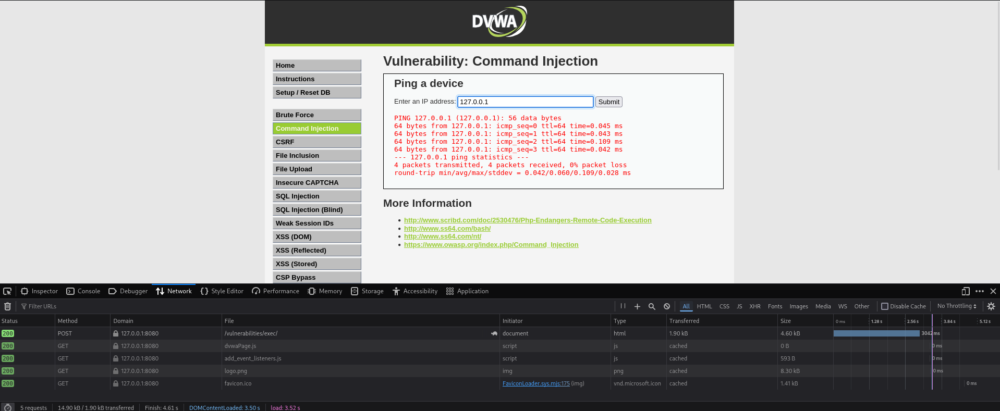 DVWA
Home
Instructions
Setup / Reset DB
Brute Force
Command Injection
CSRF
File Inclusion
File Upload
Insecure CAPTCHA
SQL Injection
SQL Injection (Blind)
Weak Session IDs
XSS (DOM)
XSS (Reflected)
XSS (Stored)
CSP Bypass
Vulnerability: Command Injection
Ping a device
Enter an IP address: 127.0.0.1 Submit
PING 127.0.0.1 (127.0.0.1): 56 data bytes
64 bytes from 127.0.0.1: icmp_seq=0 ttl=64 time=0.045 ms
64 bytes from 127.0.0.1: icmp_seq=1 ttl=64 time=0.043 ms
64 bytes from 127.0.0.1: icmp_seq=2 ttl=64 time=0.109 ms
64 bytes from 127.0.0.1: icmp_seq=3 ttl=64 time=0.042 ms
--- 127.0.0.1 ping statistics ---
4 packets transmitted, 4 packets received, 0% packet loss
round-trip min/avg/max/stddev = 0.042/0.060/0.109/0.028 ms
More Information
http://www.scribd.com/doc/2530476/Php-Endangers-Remote-Code-Execution
http://www.ss64.com/bash/
http://www.ss64.com/nt/
https://www.owasp.org/index.php/Command_Injection
Inspector Console Debugger Network Style Editor Performance Memory Storage Accessibility Application
Filter URLs All HTML CSS JS XHR Fonts Images Media WS Other Disable Cache No Throttling
Status Method Domain File Initiator Type Transferred Size 0 ms 1.28 s 2.56 s 3.84 s 5.12 s
200 POST 127.0.0.1:8080 /vulnerabilities/exec/ document html 1.90 kB 4.60 kB 3042 ms
200 GET 127.0.0.1:8080 dvwaPage.js script js cached 0 B 0 ms
200 GET 127.0.0.1:8080 add_event_listeners.js script js cached 593 B 0 ms
200 GET 127.0.0.1:8080 logo.png img png cached 8.30 kB 0 ms
200 GET 127.0.0.1:8080 favicon.ico FaviconLoader.sys.mjs:175 (img) vnd.microsoft.icon cached 1.41 kB 0 ms
5 requests 14.90 kB / 1.90 kB transferred Finish: 4.61 s DOMContentLoaded: 3.50 s load: 3.52 s